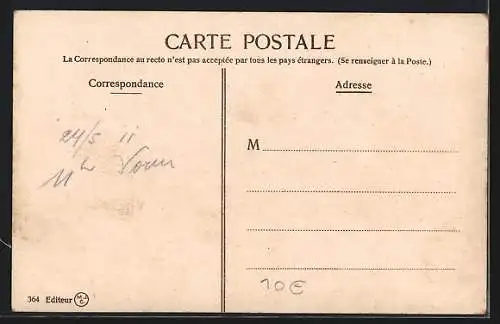 CARTE POSTALE
La Correspondance au recto n'est pas acceptée par tous les pays étrangers. (Se renseigner à la Poste.)
Correspondance
Adresse
24/5 11
M
10€
364 Editeur